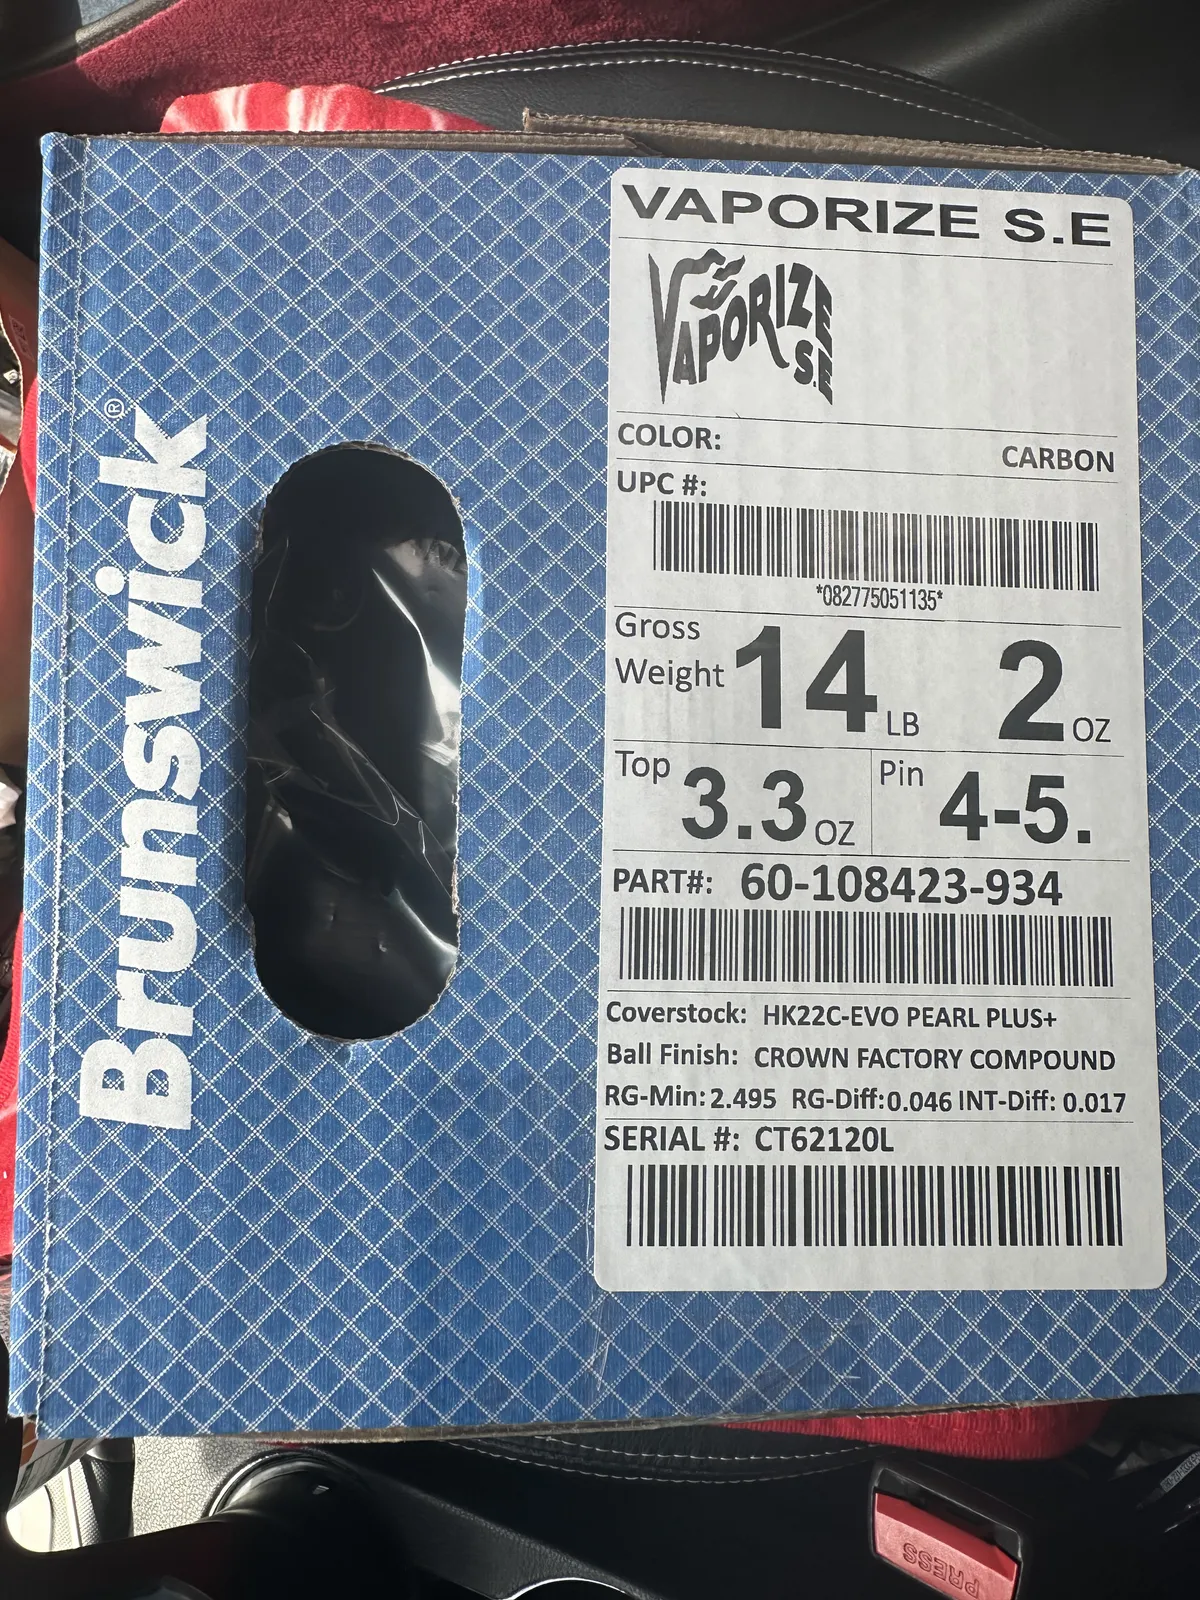 Brunswick®
VAPORIZE S.E
VAPORIZE
S.E
COLOR: CARBON
UPC #:
*082775051135*
Gross Weight 14 LB 2 OZ
Top 3.3 OZ Pin 4-5.
PART#: 60-108423-934
Coverstock: HK22C-EVO PEARL PLUS+
Ball Finish: CROWN FACTORY COMPOUND
RG-Min: 2.495 RG-Diff: 0.046 INT-Diff: 0.017
SERIAL #: CT62120L
PRESS